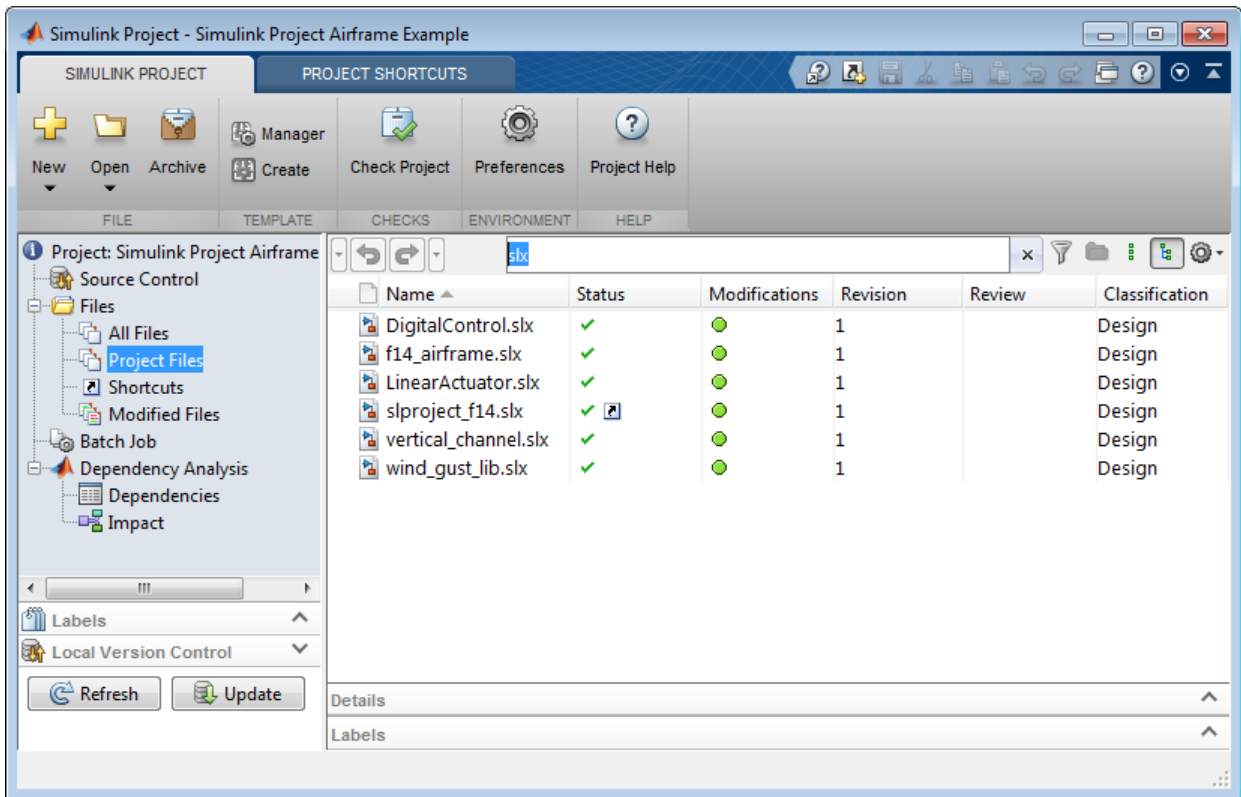 Simulink Project - Simulink Project Airframe Example
SIMULINK PROJECT
PROJECT SHORTCUTS
New
Open
Archive
Manager
Create
Check Project
Preferences
Project Help
FILE
TEMPLATE
CHECKS
ENVIRONMENT
HELP
Project: Simulink Project Airframe
Source Control
Files
All Files
Project Files
Shortcuts
Modified Files
Batch Job
Dependency Analysis
Dependencies
Impact
Labels
Local Version Control
Refresh
Update
slx
Name Status Modifications Revision Review Classification
DigitalControl.slx 1 Design
f14_airframe.slx 1 Design
LinearActuator.slx 1 Design
slproject_f14.slx 1 Design
vertical_channel.slx 1 Design
wind_gust_lib.slx 1 Design
Details
Labels